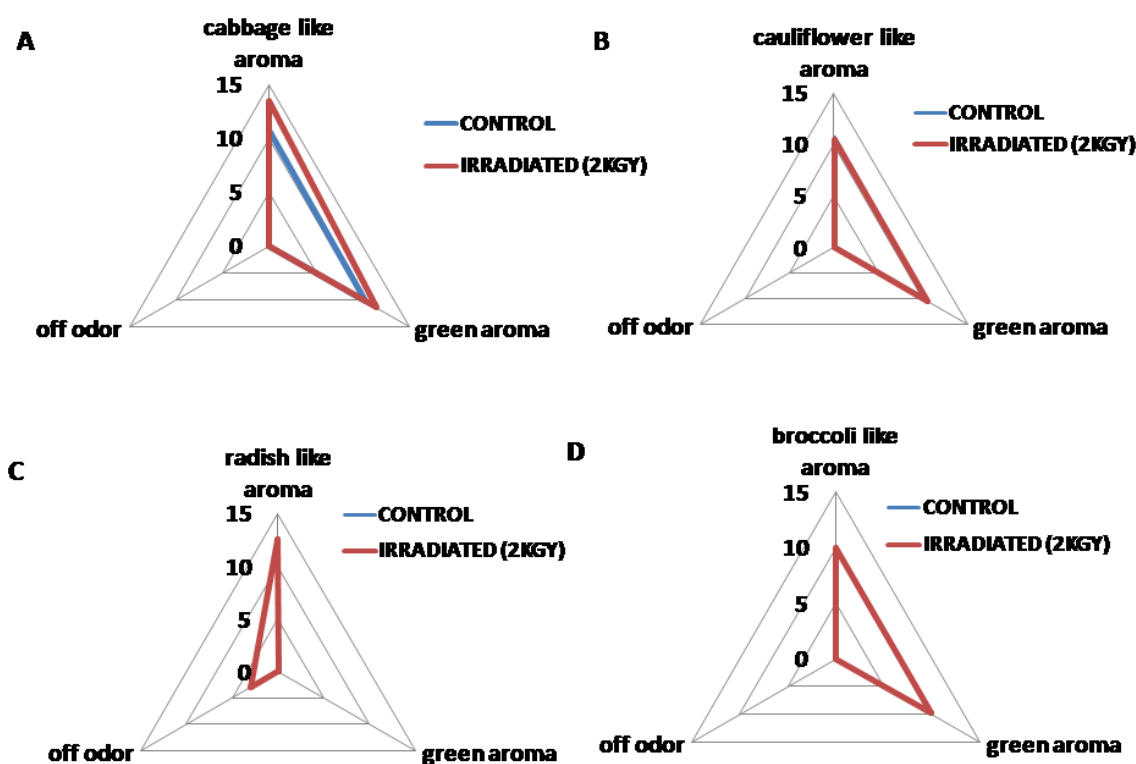 A
cabbage like
aroma
15
10
5
0
off odor
green aroma
CONTROL
IRRADIATED (2KGY)
B
cauliflower like
aroma
15
10
5
0
off odor
green aroma
CONTROL
IRRADIATED (2KGY)
C
radish like
aroma
15
10
5
0
off odor
green aroma
CONTROL
IRRADIATED (2KGY)
D
broccoli like
aroma
15
10
5
0
off odor
green aroma
CONTROL
IRRADIATED (2KGY)